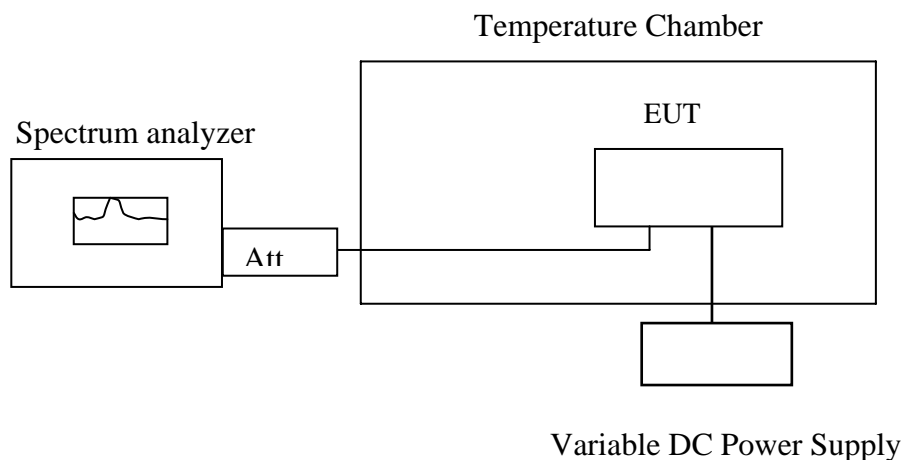 Temperature Chamber
EUT
Spectrum analyzer
Att
Variable DC Power Supply